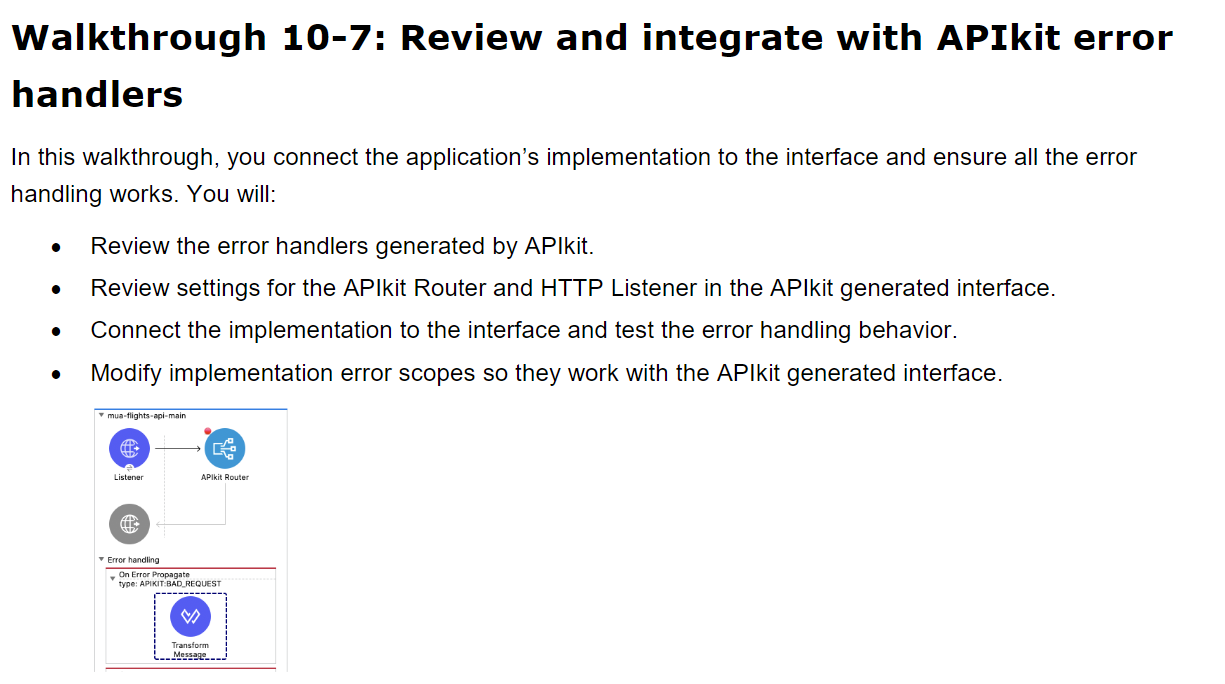 Walkthrough 10-7: Review and integrate with APIkit error
handlers
In this walkthrough, you connect the application’s implementation to the interface and ensure all the error
handling works. You will:
• Review the error handlers generated by APIkit.
• Review settings for the APIkit Router and HTTP Listener in the APIkit generated interface.
• Connect the implementation to the interface and test the error handling behavior.
• Modify implementation error scopes so they work with the APIkit generated interface.
mua-flights-api-main
Listener
APIkit Router
Error handling
On Error Propagate
type: APIKIT:BAD_REQUEST
Transform
Message